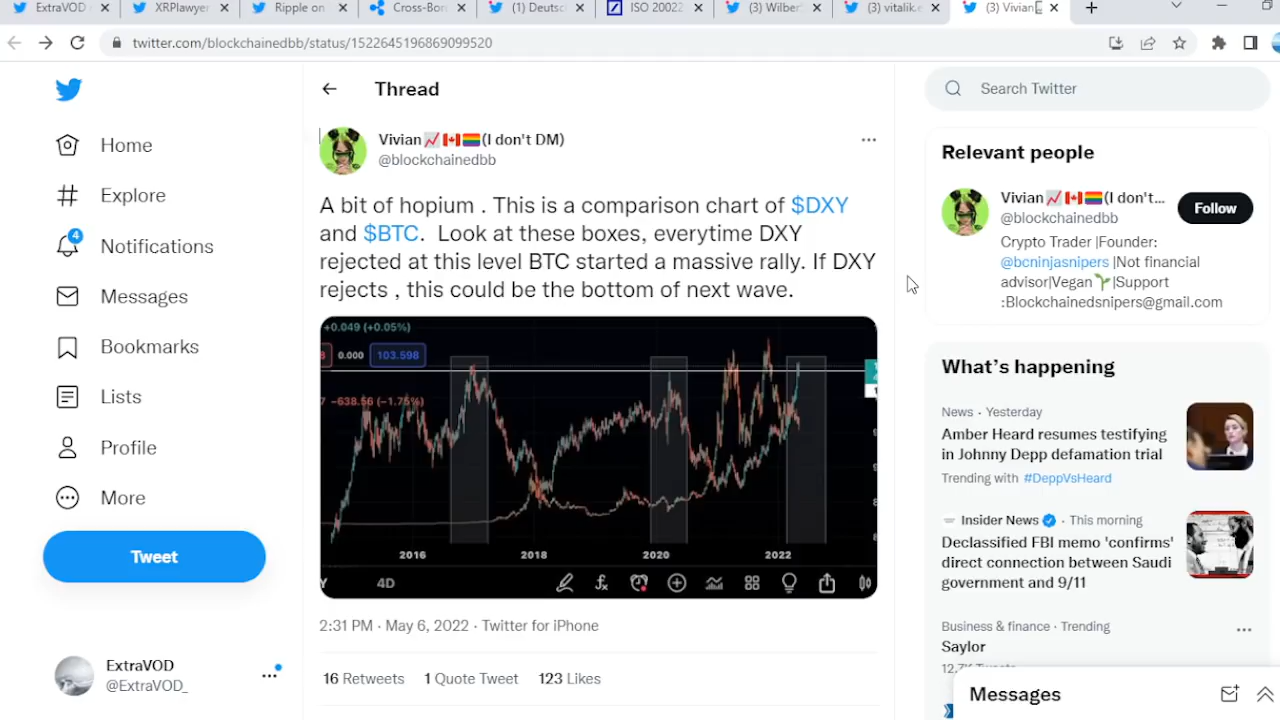 ExtraVOD
XRPlawyer
Ripple on
Cross-Bor
(1) Deutsc
ISO 20022
(3) Wilber
(3) vitalik.e
(3) Vivian
twitter.com/blockchainedbb/status/1522645196869099520
Home
Explore
4
Notifications
Messages
Bookmarks
Lists
Profile
More
Tweet
ExtraVOD
@ExtraVOD_
Thread
Vivian📈🇨🇦🏳️‍🌈(I don't DM)
@blockchainedbb
A bit of hopium . This is a comparison chart of $DXY
and $BTC. Look at these boxes, everytime DXY
rejected at this level BTC started a massive rally. If DXY
rejects , this could be the bottom of next wave.
+0.049 (+0.05%)
0.000 103.598
−638.56 (−1.75%)
2016 2018 2020 2022
4D
2:31 PM · May 6, 2022 · Twitter for iPhone
16 Retweets 1 Quote Tweet 123 Likes
Search Twitter
Relevant people
Vivian📈🇨🇦🏳️‍🌈(I don't...
@blockchainedbb
Follow
Crypto Trader |Founder:
@bcninjasnipers |Not financial
advisor|Vegan🌱|Support
:Blockchainedsnipers@gmail.com
What's happening
News · Yesterday
Amber Heard resumes testifying
in Johnny Depp defamation trial
Trending with #DeppVsHeard
Insider News · This morning
Declassified FBI memo 'confirms'
direct connection between Saudi
government and 9/11
Business & finance · Trending
Saylor
Messages